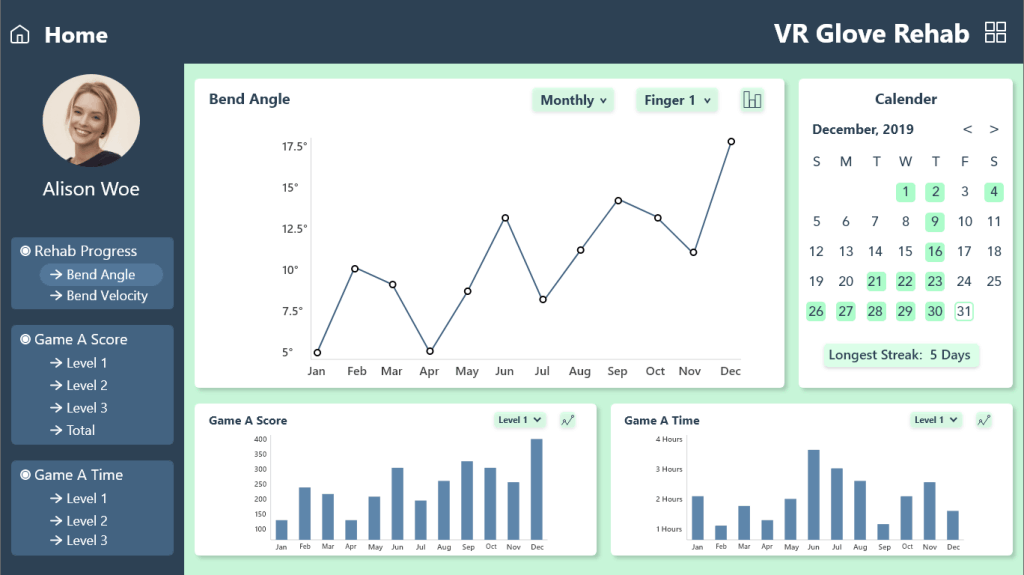 Home
VR Glove Rehab
Alison Woe
Rehab Progress
Bend Angle
Bend Velocity
Game A Score
Level 1
Level 2
Level 3
Total
Game A Time
Level 1
Level 2
Level 3
Bend Angle
Monthly
Finger 1
17.5°
15°
12.5°
10°
7.5°
5°
Jan Feb Mar Apr May Jun Jul Aug Sep Oct Nov Dec
Calender
December, 2019 < >
S M T W T F S
1 2 3 4
5 6 7 8 9 10 11
12 13 14 15 16 17 18
19 20 21 22 23 24 25
26 27 28 29 30 31
Longest Streak: 5 Days
Game A Score
Level 1
400
350
300
250
200
150
100
Jan Feb Mar Apr May Jun Jul Aug Sep Oct Nov Dec
Game A Time
Level 1
4 Hours
3 Hours
2 Hours
1 Hours
Jan Feb Mar Apr May Jun Jul Aug Sep Oct Nov Dec